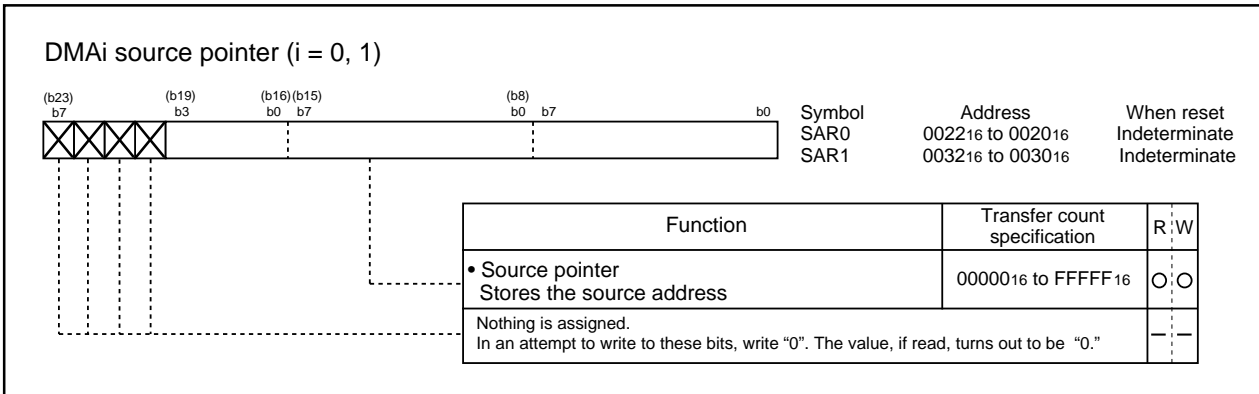 DMAi source pointer (i = 0, 1)
(b23) (b19) (b16)(b15) (b8)
b7 b3 b0 b7 b0 b7 b0
Symbol Address When reset
SAR0 002216 to 002016 Indeterminate
SAR1 003216 to 003016 Indeterminate
Function Transfer count specification R W
• Source pointer
Stores the source address
0000016 to FFFFF16 O O
Nothing is assigned.
In an attempt to write to these bits, write “0”. The value, if read, turns out to be “0.”
– –